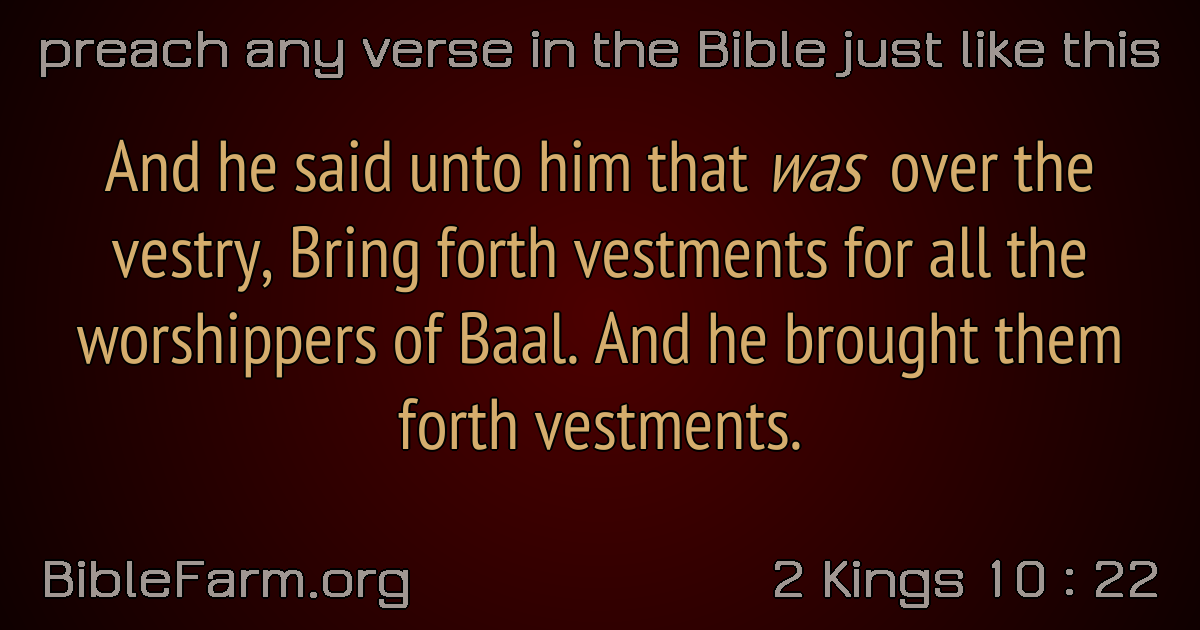 preach any verse in the Bible just like this
And he said unto him that was over the
vestry, Bring forth vestments for all the
worshippers of Baal. And he brought them
forth vestments.
BibleFarm.org
2 Kings 10 : 22